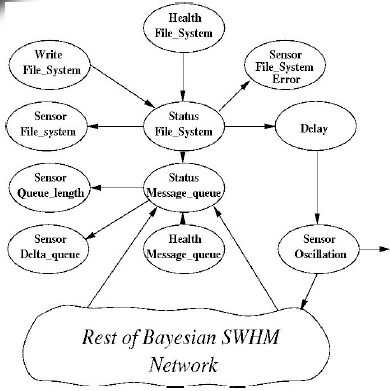 Health
File_System
Write
File_System
Sensor
File_System
Error
Sensor
File_system
Status
File_System
Delay
Sensor
Queue_length
Status
Message_queue
Sensor
Delta_queue
Health
Message_queue
Sensor
Oscillation
Rest of Bayesian SWHM
Network